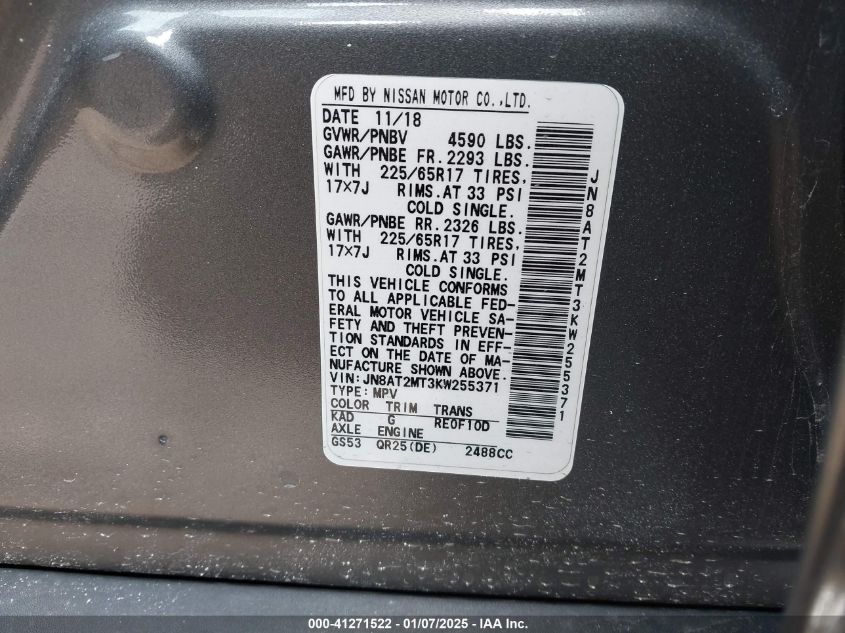 MFD BY NISSAN MOTOR CO.,LTD.
DATE 11/18
GVWR/PNBV 4590 LBS.
GAWR/PNBE FR. 2293 LBS.
WITH 225/65R17 TIRES,
17×7J RIMS.AT 33 PSI
COLD SINGLE.
GAWR/PNBE RR. 2326 LBS.
WITH 225/65R17 TIRES,
17×7J RIMS.AT 33 PSI
COLD SINGLE.
THIS VEHICLE CONFORMS
TO ALL APPLICABLE FED-
ERAL MOTOR VEHICLE SA-
FETY AND THEFT PREVEN-
TION STANDARDS IN EFF-
ECT ON THE DATE OF MA-
NUFACTURE SHOWN ABOVE.
VIN: JN8AT2MT3KW255371
TYPE: MPV
COLOR TRIM TRANS
KAD G RE0F10D
AXLE ENGINE
GS53 QR25(DE) 2488CC
JN8AT2MT3KW255371
000-41271522 - 01/07/2025 - IAA Inc.